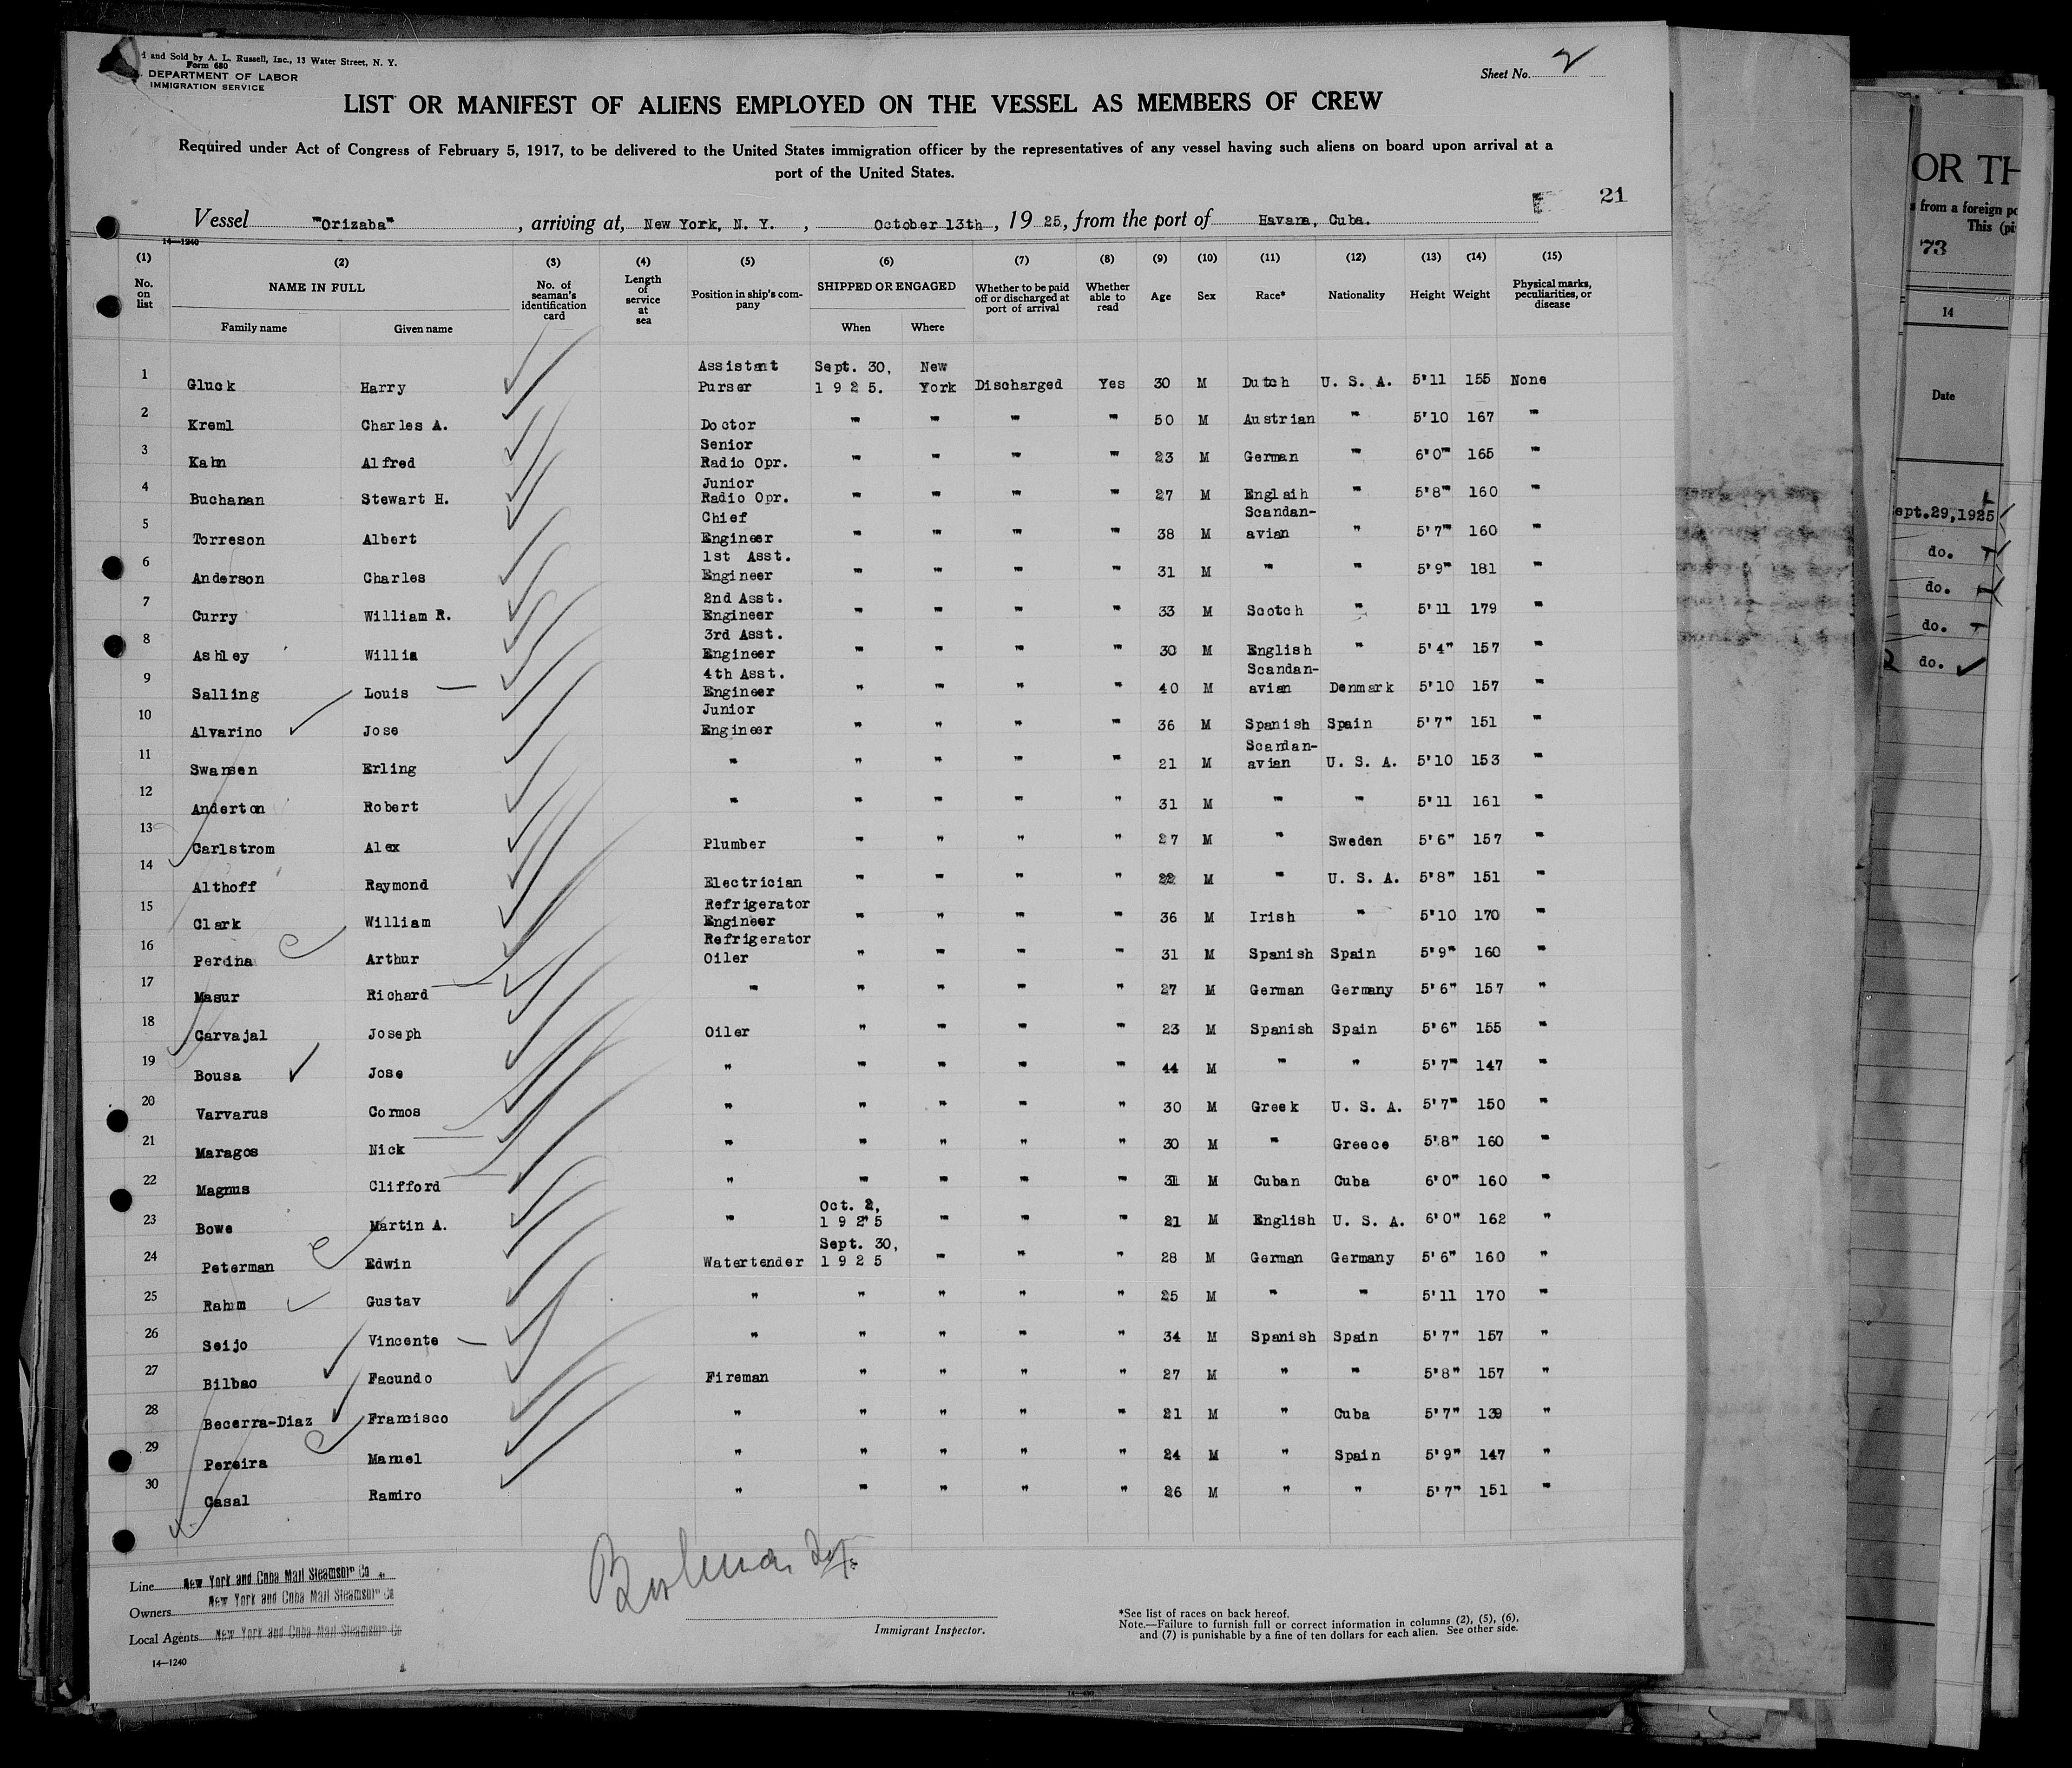 d and Sold by A. L. Russell, Inc., 13 Water Street, N. Y.
Form 680
DEPARTMENT OF LABOR
IMMIGRATION SERVICE
Sheet No. 2
LIST OR MANIFEST OF ALIENS EMPLOYED ON THE VESSEL AS MEMBERS OF CREW
Required under Act of Congress of February 5, 1917, to be delivered to the United States immigration officer by the representatives of any vessel having such aliens on board upon arrival at a
port of the United States.
21
Vessel "Orizaba", arriving at, New York, N. Y., October 13th, 1925, from the port of Havana, Cuba.
14—1240
(1) (2) (3) (4) (5) (6) (7) (8) (9) (10) (11) (12) (13) (14) (15)
No. on list
NAME IN FULL
Family name Given name
No. of seaman's identification card
Length of service at sea
Position in ship's company
SHIPPED OR ENGAGED
When Where
Whether to be paid off or discharged at port of arrival
Whether able to read
Age
Sex
Race*
Nationality
Height
Weight
Physical marks, peculiarities, or disease
1 Gluck Harry Assistant Purser Sept. 30, 1925. New York Discharged Yes 30 M Dutch U. S. A. 5'11 155 None
2 Kreml Charles A. Doctor " " " " 50 M Austrian " 5'10 167 "
3 Kahn Alfred Senior Radio Opr. " " " " 23 M German " 6'0" 165 "
4 Buchanan Stewart H. Junior Radio Opr. " " " " 27 M Englaih " 5'8" 160 "
5 Torreson Albert Chief Engineer " " " " 38 M Scandan-avian " 5'7" 160 "
6 Anderson Charles 1st Asst. Engineer " " " " 31 M " " 5'9" 181 "
7 Curry William R. 2nd Asst. Engineer " " " " 33 M Scotch " 5'11 179 "
8 Ashley Willia 3rd Asst. Engineer " " " " 30 M English " 5'4" 157 "
9 Salling Louis 4th Asst. Engineer " " " " 40 M Scandan-avian Denmark 5'10 157 "
10 Alvarino Jose Junior Engineer " " " " 36 M Spanish Spain 5'7" 151 "
11 Swansen Erling " " " " " 21 M Scandan-avian U. S. A. 5'10 153 "
12 Anderton Robert " " " " " 31 M " " 5'11 161 "
13 Carlstrom Alex Plumber " " " " 27 M " Sweden 5'6" 157 "
14 Althoff Raymond Electrician " " " " 22 M " U. S. A. 5'8" 151 "
15 Clark William Refrigerator Engineer " " " " 36 M Irish " 5'10 170 "
16 Perdina Arthur Refrigerator Oiler " " " " 31 M Spanish Spain 5'9" 160 "
17 Masur Richard " " " " " 27 M German Germany 5'6" 157 "
18 Carvajal Joseph Oiler " " " " 23 M Spanish Spain 5'6" 155 "
19 Bousa Jose " " " " " 44 M " " 5'7" 147 "
20 Varvarus Cormos " " " " " 30 M Greek U. S. A. 5'7" 150 "
21 Maragos Nick " " " " " 30 M " Greece 5'8" 160 "
22 Magnus Clifford " " " " " 31 M Cuban Cuba 6'0" 160 "
23 Bowe Martin A. " Oct. 2, 1925 " " " 21 M English U. S. A. 6'0" 162 "
24 Peterman Edwin Watertender Sept. 30, 1925 " " " 28 M German Germany 5'6" 160 "
25 Rahm Gustav " " " " " 25 M " " 5'11 170 "
26 Seijo Vincente " " " " " 34 M Spanish Spain 5'7" 157 "
27 Bilbao Facundo Fireman " " " " 27 M " " 5'8" 157 "
28 Becerra-Diaz Francisco " " " " " 21 M " Cuba 5'7" 139 "
29 Pereira Manuel " " " " " 24 M " Spain 5'9" 147 "
30 Casal Ramiro " " " " " 26 M " " 5'7" 151 "
Line New York and Cuba Mail Steamship Co
Owners New York and Cuba Mail Steamship Co
Local Agents New York and Cuba Mail Steamship Co
14—1240
Immigrant Inspector.
*See list of races on back hereof.
Note.—Failure to furnish full or correct information in columns (2), (5), (6),
and (7) is punishable by a fine of ten dollars for each alien. See other side.
OR TH
s from a foreign po
This (pi
73
14
Date
ept.29,1925
do.
do.
do.
do.